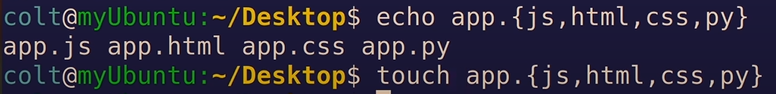 colt@myUbuntu:~/Desktop$ echo app.{js,html,css,py}
app.js app.html app.css app.py
colt@myUbuntu:~/Desktop$ touch app.{js,html,css,py}